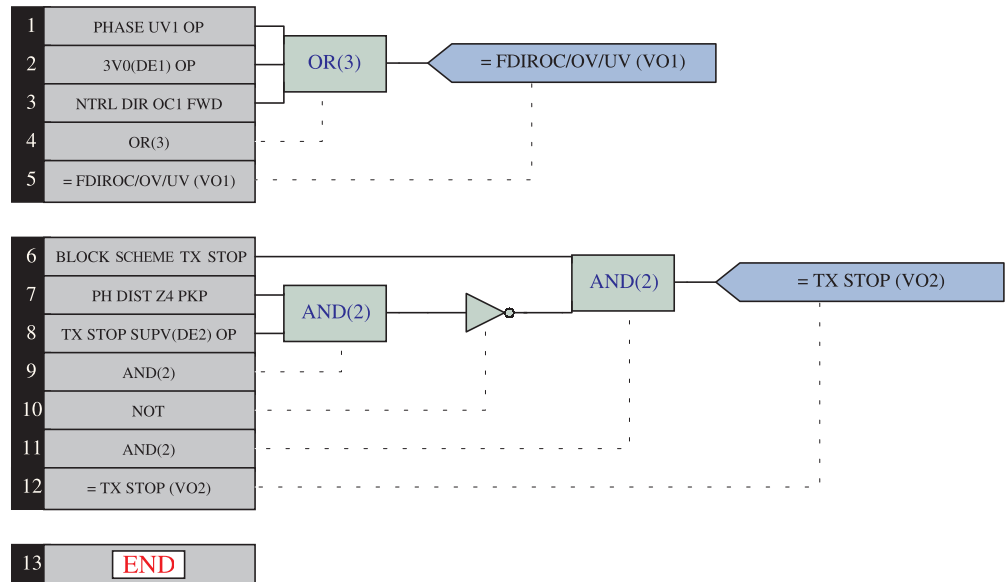 1 PHASE UV1 OP
2 3V0(DE1) OP
3 NTRL DIR OC1 FWD
4 OR(3)
5 = FDIROC/OV/UV (VO1)
OR(3)
= FDIROC/OV/UV (VO1)
6 BLOCK SCHEME TX STOP
7 PH DIST Z4 PKP
8 TX STOP SUPV(DE2) OP
9 AND(2)
10 NOT
11 AND(2)
12 = TX STOP (VO2)
AND(2)
AND(2)
= TX STOP (VO2)
13 END